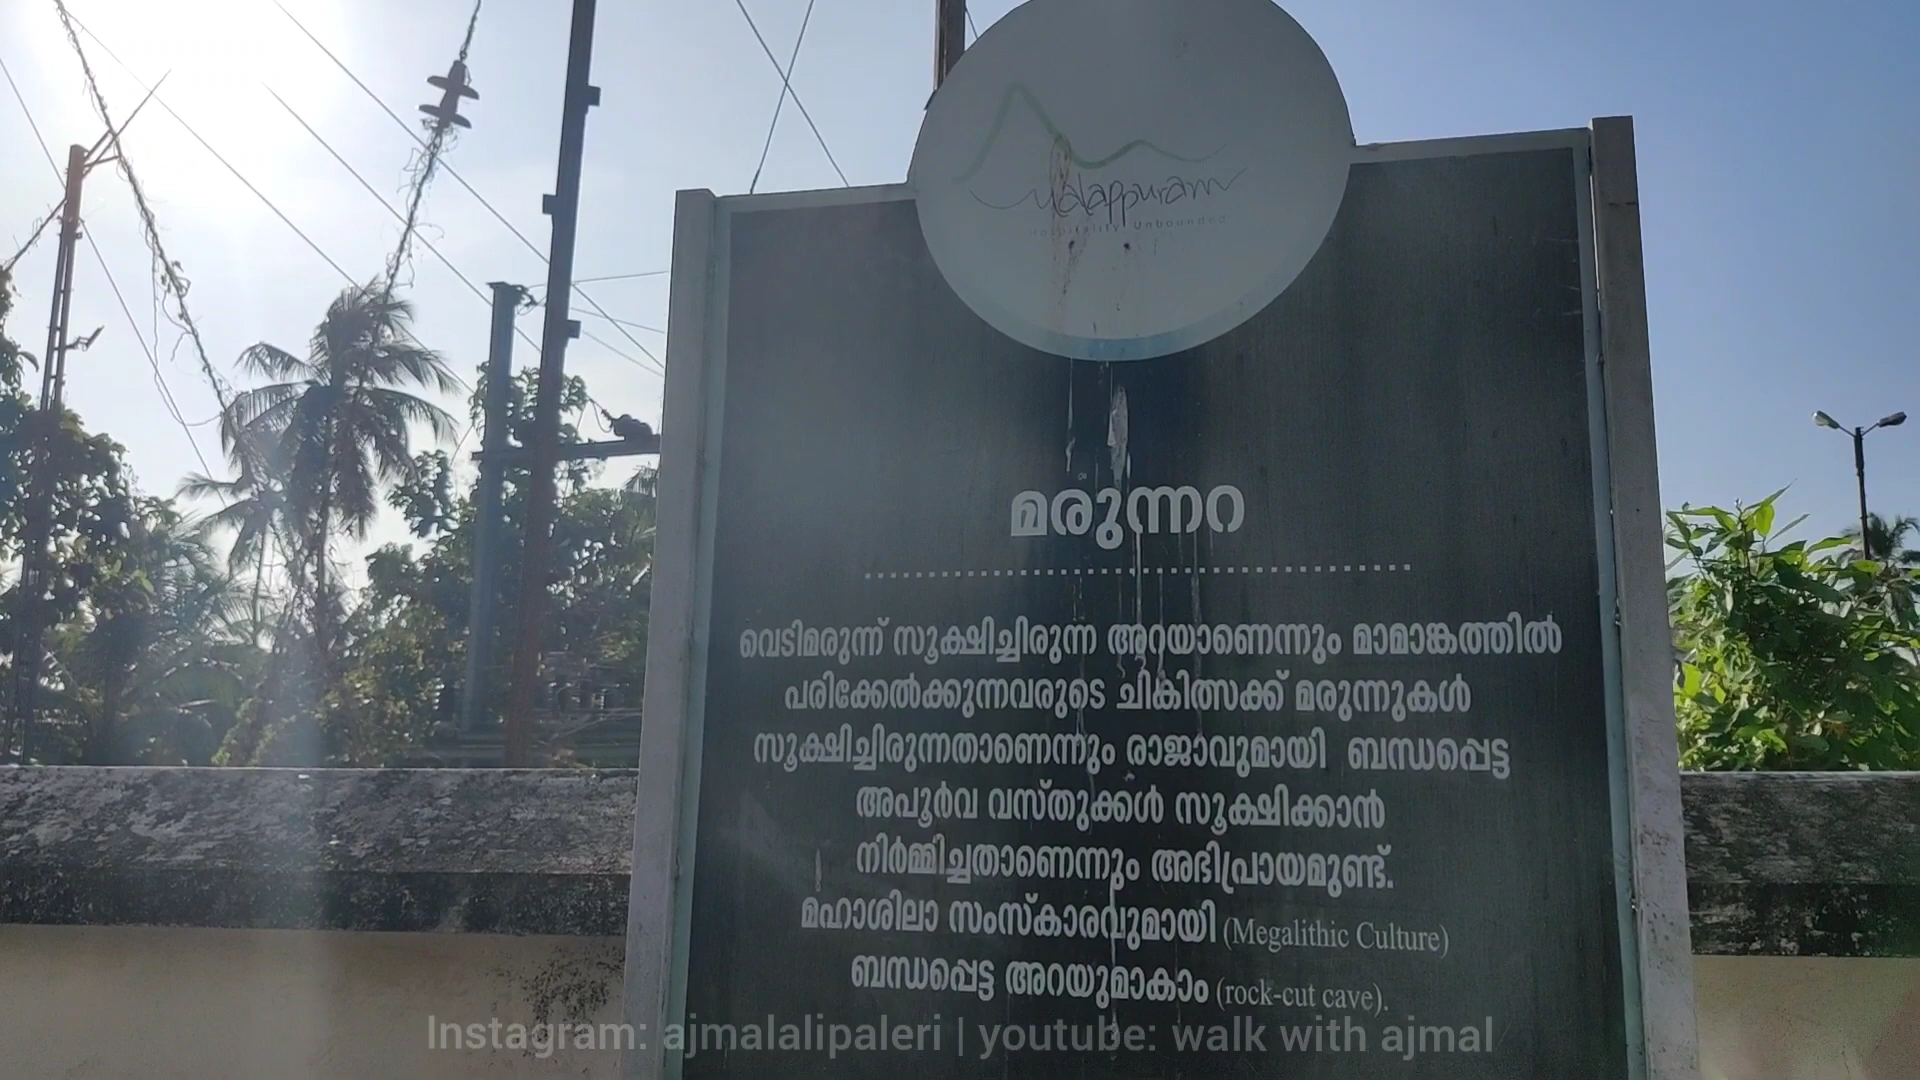 Malappuram
Hospitality Unbounded
മരുന്നറ
വെടിമരുന്ന് സൂക്ഷിച്ചിരുന്ന അറയാണെന്നും മാമാങ്കത്തിൽ
പരിക്കേൽക്കുന്നവരുടെ ചികിത്സക്ക് മരുന്നുകൾ
സൂക്ഷിച്ചിരുന്നതാണെന്നും രാജാവുമായി ബന്ധപ്പെട്ട
അപൂർവ വസ്തുക്കൾ സൂക്ഷിക്കാൻ
നിർമ്മിച്ചതാണെന്നും അഭിപ്രായമുണ്ട്.
മഹാശിലാ സംസ്കാരവുമായി (Megalithic Culture)
ബന്ധപ്പെട്ട അറയുമാകാം (rock-cut cave).
Instagram: ajmalalipaleri | youtube: walk with ajmal